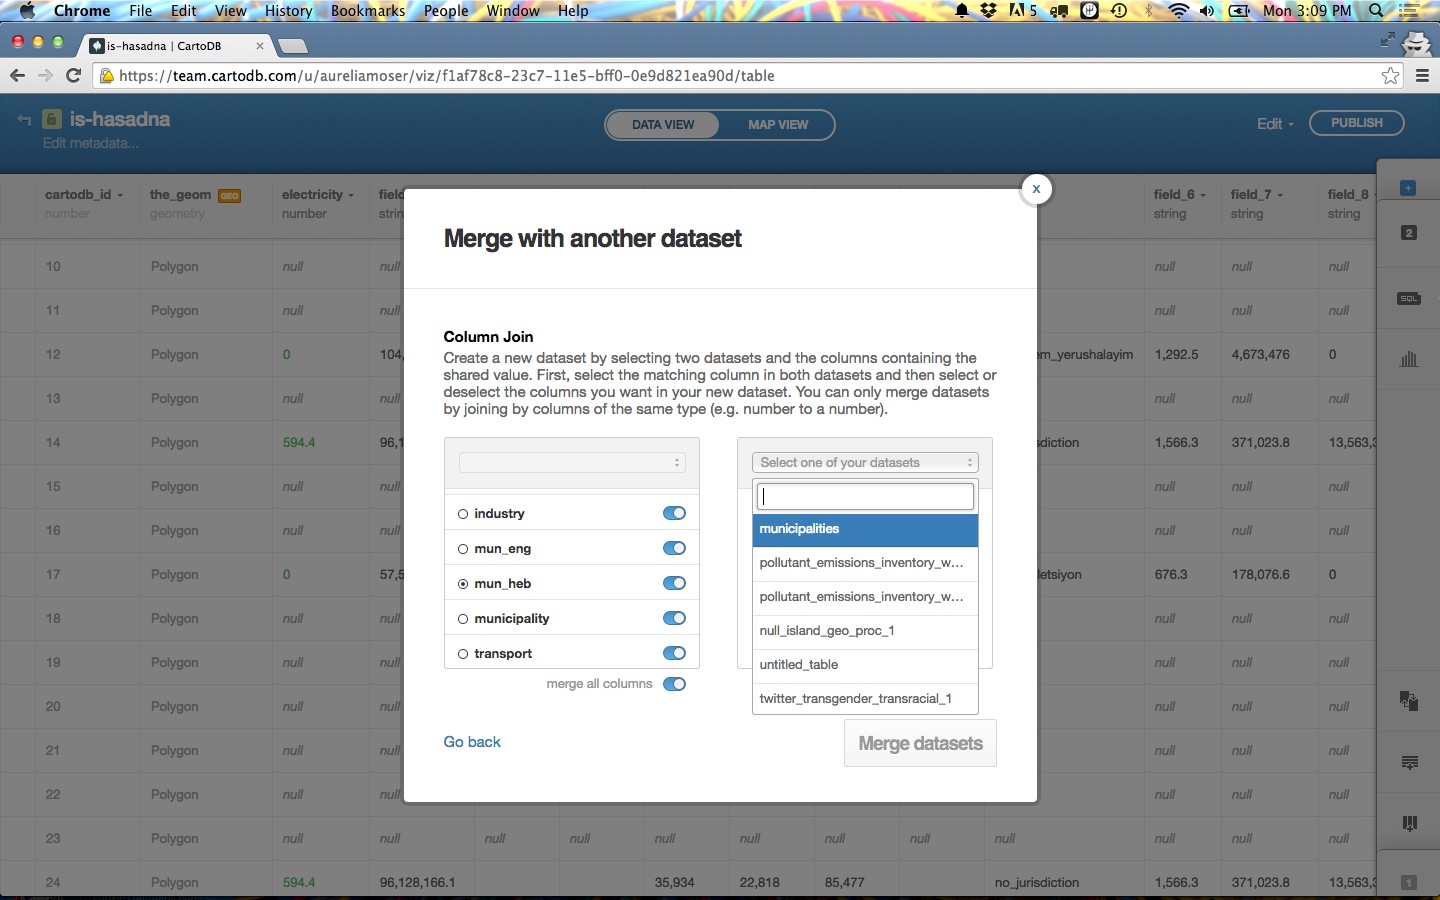 Chrome File Edit View History Bookmarks People Window Help 5 Mon 3:09 PM
is-hasadna | CartoDB
https://team.cartodb.com/u/aureliamoser/viz/f1af78c8-23c7-11e5-bff0-0e9d821ea90d/table
is-hasadna
Edit metadata...
DATA VIEW MAP VIEW
Edit PUBLISH
cartodb_id the_geom GEO electricity field_6 field_7 field_8
number geometry number string string string
10 Polygon null null null null null
11 Polygon null null null null null
12 Polygon 0 104, em_yerushalayim 1,292.5 4,673,476 0
13 Polygon null null null null null
14 Polygon 594.4 96,1 sdiction 1,566.3 371,023.8 13,563,3
15 Polygon null null null null null
16 Polygon null null null null null
17 Polygon 0 57,5 letsiyon 676.3 178,076.6 0
18 Polygon null null null null null
19 Polygon null null null null null
20 Polygon null null null null null
21 Polygon null null null null null
22 Polygon null null null null null
23 Polygon null null null null null null null null null null null null
24 Polygon 594.4 96,128,166.1 35,934 22,818 85,477 no_jurisdiction 1,566.3 371,023.8 13,563,3
Merge with another dataset
x
Column Join
Create a new dataset by selecting two datasets and the columns containing the
shared value. First, select the matching column in both datasets and then select or
deselect the columns you want in your new dataset. You can only merge datasets
by joining by columns of the same type (e.g. number to a number).
industry
mun_eng
mun_heb
municipality
transport
merge all columns
Select one of your datasets
municipalities
pollutant_emissions_inventory_w...
pollutant_emissions_inventory_w...
null_island_geo_proc_1
untitled_table
twitter_transgender_transracial_1
Go back
Merge datasets
2
SQL
1